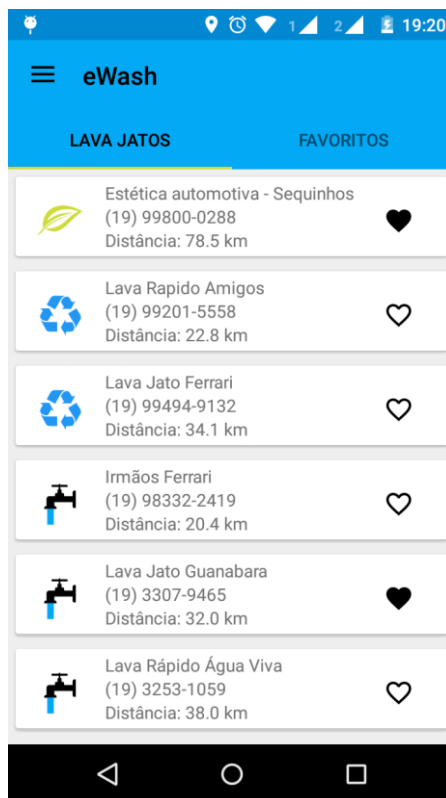 1 2 19:20
eWash
LAVA JATOS FAVORITOS
Estética automotiva - Sequinhos
(19) 99800-0288
Distância: 78.5 km
Lava Rapido Amigos
(19) 99201-5558
Distância: 22.8 km
Lava Jato Ferrari
(19) 99494-9132
Distância: 34.1 km
Irmãos Ferrari
(19) 98332-2419
Distância: 20.4 km
Lava Jato Guanabara
(19) 3307-9465
Distância: 32.0 km
Lava Rápido Água Viva
(19) 3253-1059
Distância: 38.0 km